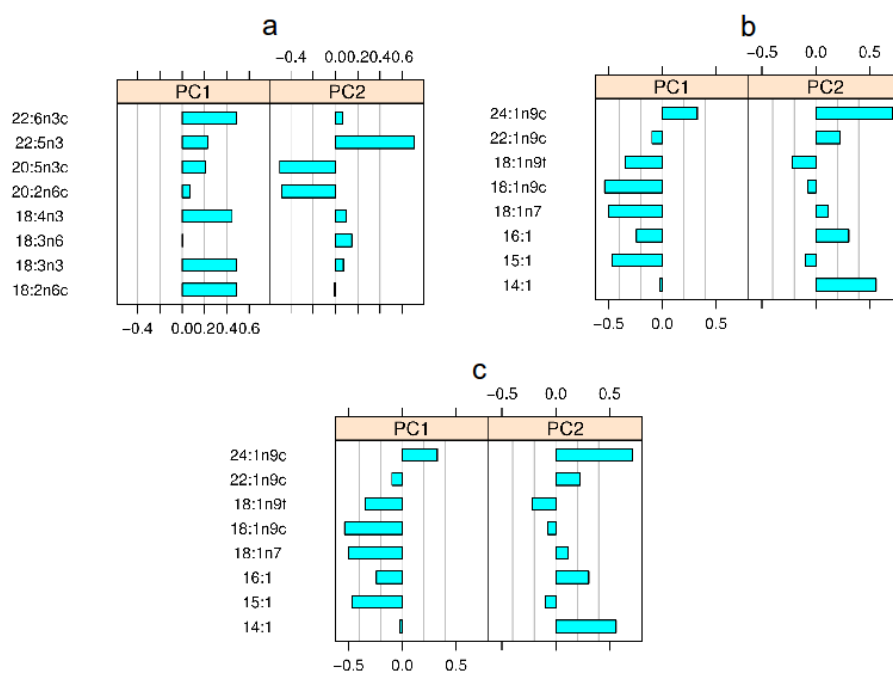 a
−0.4 0.00.20.40.6
PC1 PC2
22:6n3c
22:5n3
20:5n3c
20:2n6c
18:4n3
18:3n6
18:3n3
18:2n6c
−0.4 0.00.20.40.6
b
−0.5 0.0 0.5
PC1 PC2
24:1n9c
22:1n9c
18:1n9t
18:1n9c
18:1n7
16:1
15:1
14:1
−0.5 0.0 0.5
c
−0.5 0.0 0.5
PC1 PC2
24:1n9c
22:1n9c
18:1n9t
18:1n9c
18:1n7
16:1
15:1
14:1
−0.5 0.0 0.5